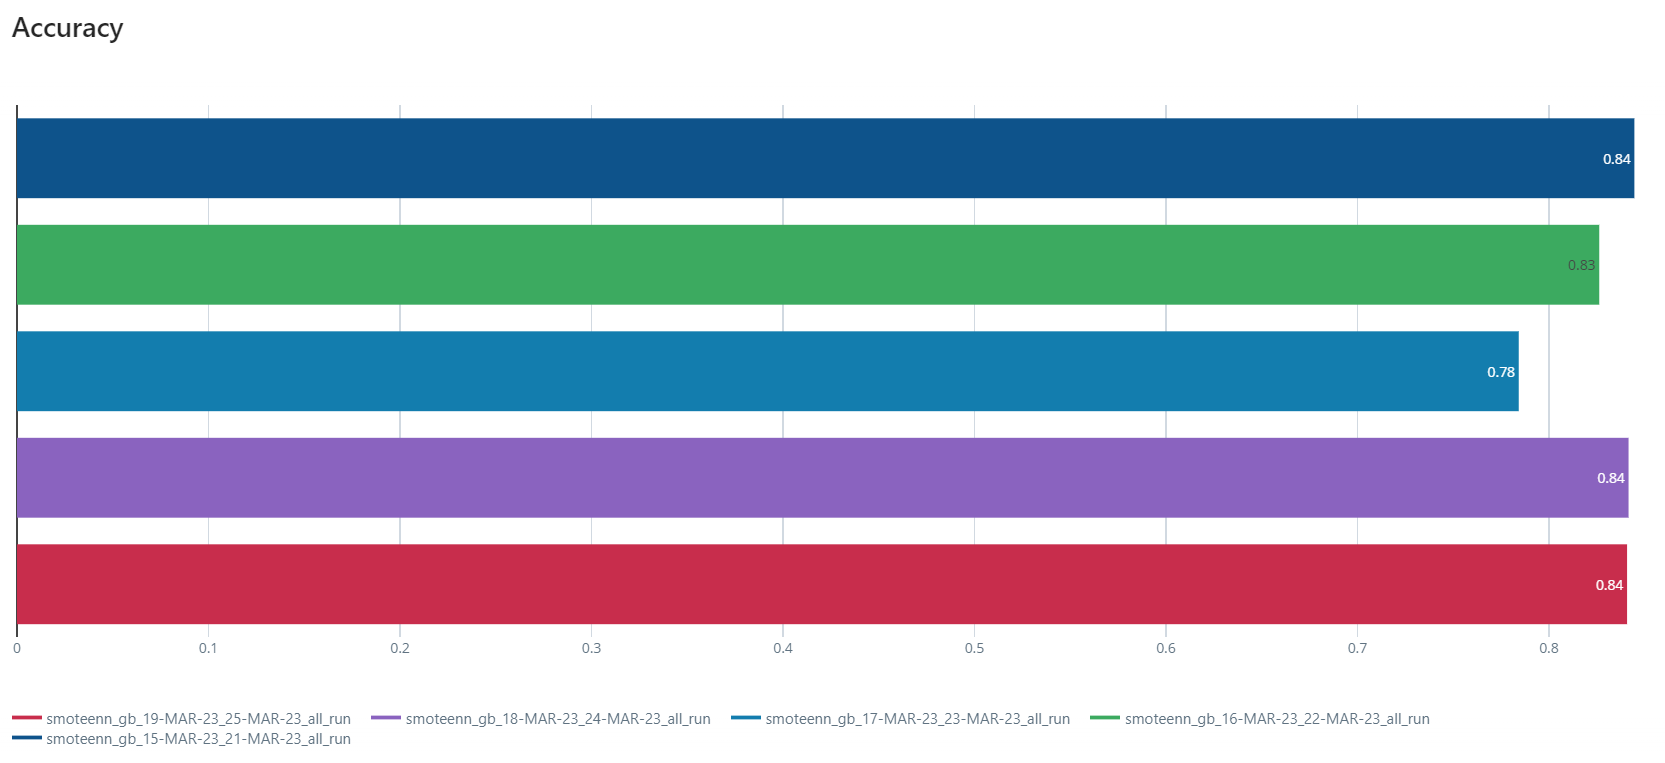 Accuracy
0.84
0.83
0.78
0.84
0.84
0 0.1 0.2 0.3 0.4 0.5 0.6 0.7 0.8
smoteenn_gb_19-MAR-23_25-MAR-23_all_run smoteenn_gb_18-MAR-23_24-MAR-23_all_run smoteenn_gb_17-MAR-23_23-MAR-23_all_run smoteenn_gb_16-MAR-23_22-MAR-23_all_run
smoteenn_gb_15-MAR-23_21-MAR-23_all_run